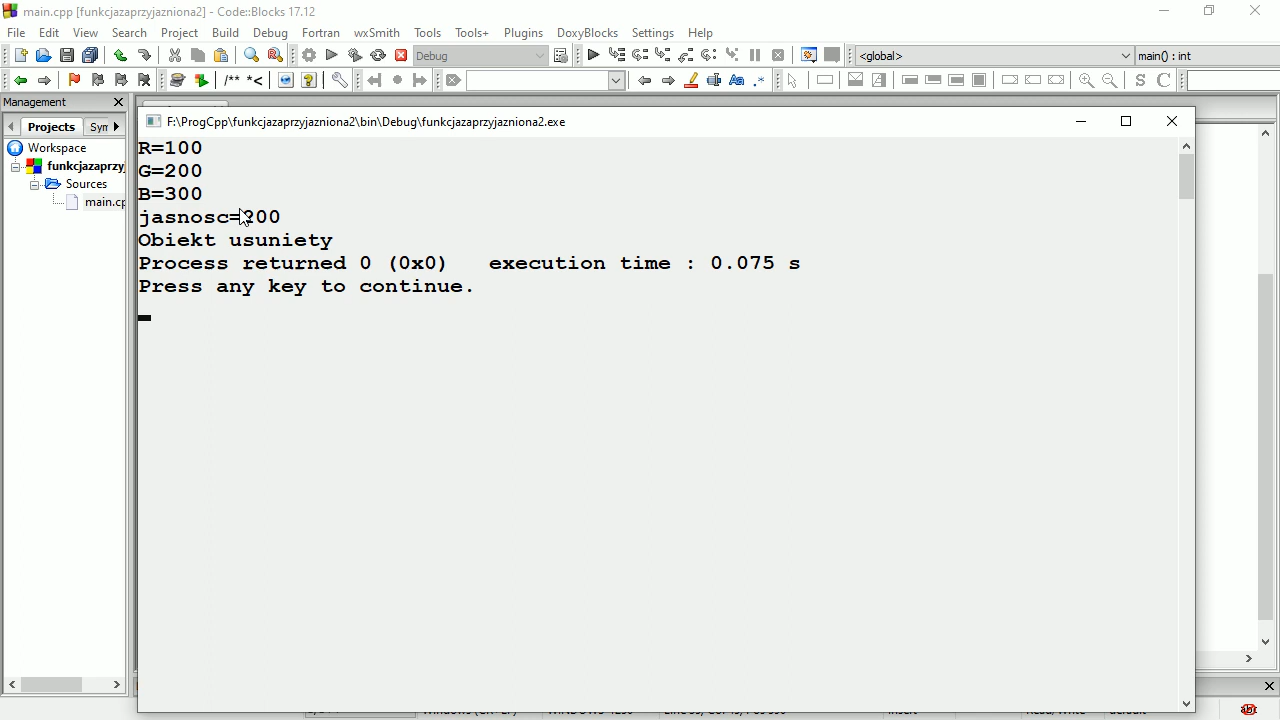 main.cpp [funkcjazaprzyjazniona2] - Code::Blocks 17.12
File Edit View Search Project Build Debug Fortran wxSmith Tools Tools+ Plugins DoxyBlocks Settings Help
Debug
<global>
main() : int
/** *<
Aa .*
S C
Management
Projects
F:\ProgCpp\funkcjazaprzyjazniona2\bin\Debug\funkcjazaprzyjazniona2.exe
Workspace
funkcjazaprzyj
Sources
main.cp
R=100
G=200
B=300
jasnosc=200
Obiekt usuniety
Process returned 0 (0x0) execution time : 0.075 s
Press any key to continue.